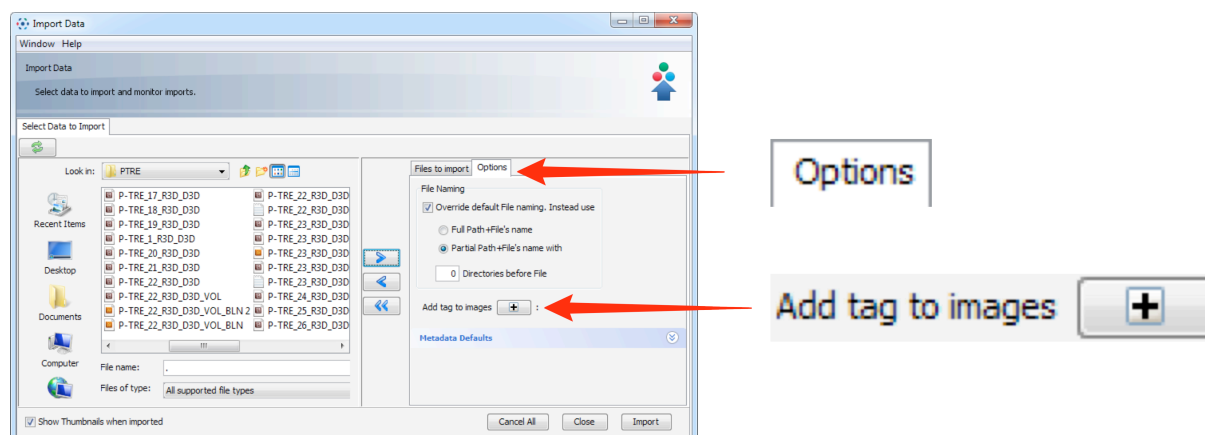 Import Data
Window Help
Import Data
Select data to import and monitor imports.
Select Data to Import
Look in: PTRE
Recent Items
Desktop
Documents
Computer
P-TRE_17_R3D_D3D
P-TRE_18_R3D_D3D
P-TRE_19_R3D_D3D
P-TRE_1_R3D_D3D
P-TRE_20_R3D_D3D
P-TRE_21_R3D_D3D
P-TRE_22_R3D_D3D
P-TRE_22_R3D_D3D_VOL
P-TRE_22_R3D_D3D_VOL_BLN 2
P-TRE_22_R3D_D3D_VOL_BLN
P-TRE_22_R3D_D3D
P-TRE_22_R3D_D3D
P-TRE_23_R3D_D3D
P-TRE_23_R3D_D3D
P-TRE_23_R3D_D3D
P-TRE_23_R3D_D3D
P-TRE_23_R3D_D3D
P-TRE_24_R3D_D3D
P-TRE_25_R3D_D3D
P-TRE_26_R3D_D3D
File name: .
Files of type: All supported file types
Files to import Options
File Naming
Override default File naming. Instead use
Full Path+File's name
Partial Path+File's name with
0 Directories before File
Add tag to images + :
Metadata Defaults
Show Thumbnails when imported
Cancel All Close Import
Options
Add tag to images +